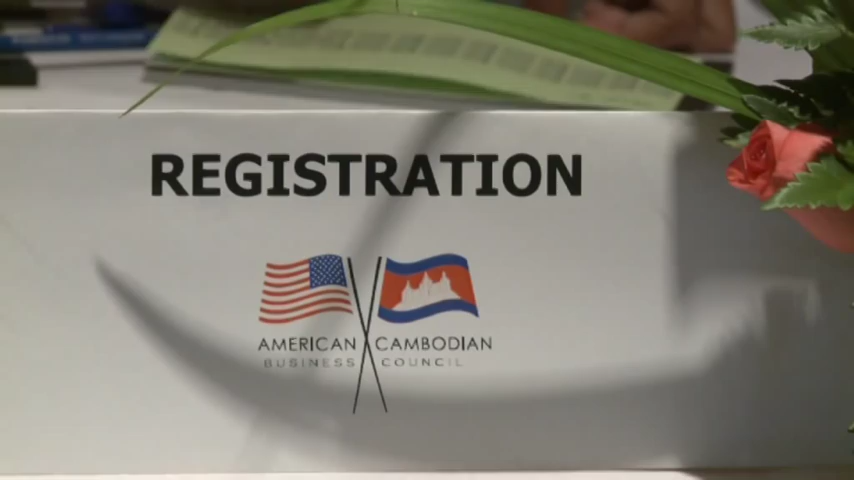 REGISTRATION
AMERICAN CAMBODIAN
BUSINESS COUNCIL